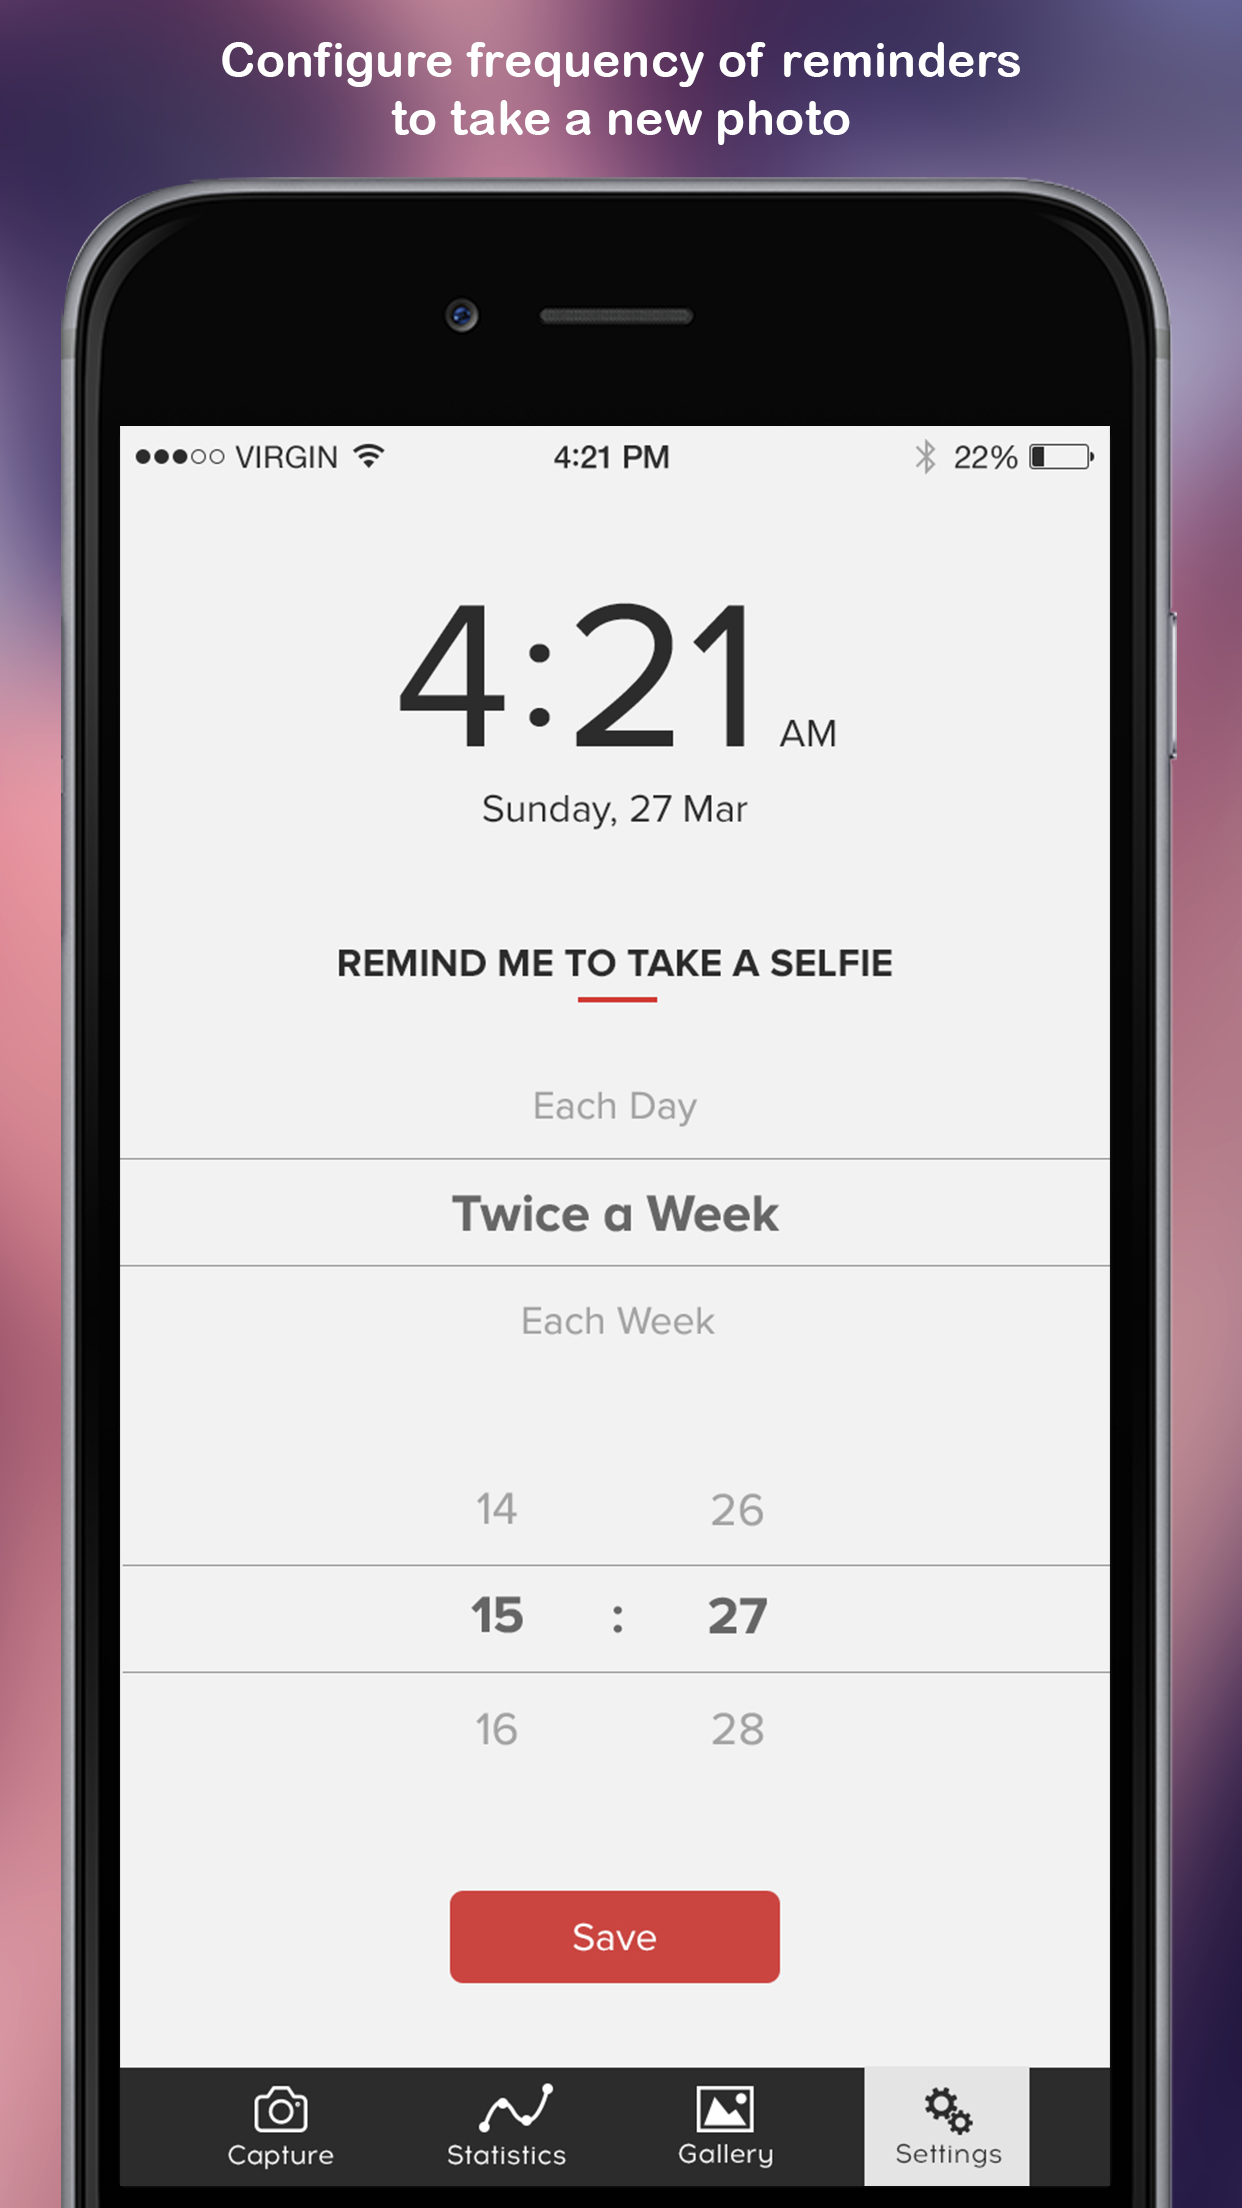 Configure frequency of reminders
to take a new photo
VIRGIN 4:21 PM 22%
4:21 AM
Sunday, 27 Mar
REMIND ME TO TAKE A SELFIE
Each Day
Twice a Week
Each Week
14 26
15 : 27
16 28
Save
Capture Statistics Gallery Settings